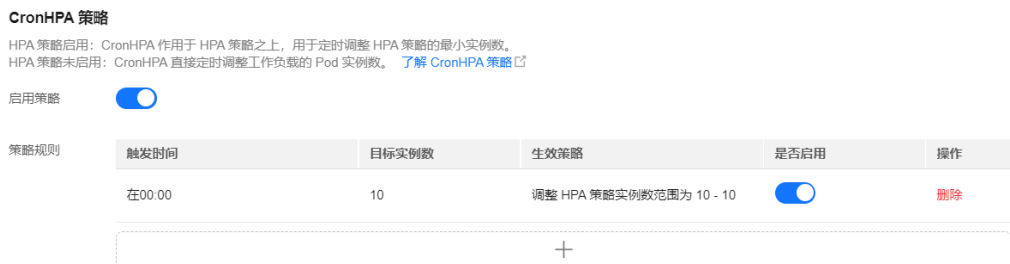 CronHPA 策略
HPA 策略启用：CronHPA 作用于 HPA 策略之上，用于定时调整 HPA 策略的最小实例数。
HPA 策略未启用：CronHPA 直接定时调整工作负载的 Pod 实例数。 了解 CronHPA 策略
启用策略
策略规则
触发时间 目标实例数 生效策略 是否启用 操作
在00:00 10 调整 HPA 策略实例数范围为 10 - 10 删除